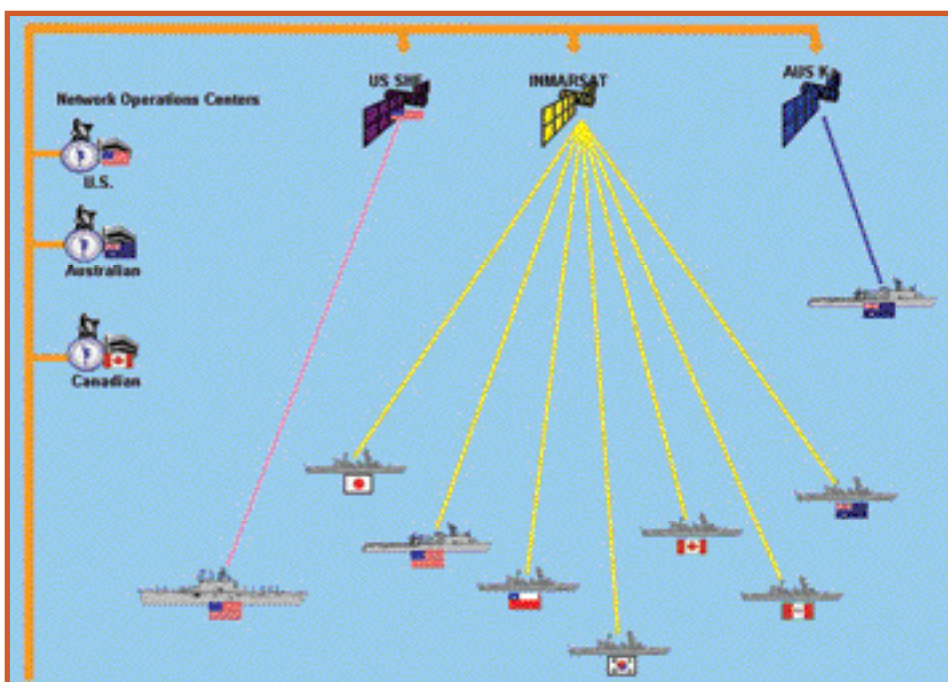 US SHF
INMARSAT
AUS K
Network Operations Centers
U.S.
Australian
Canadian